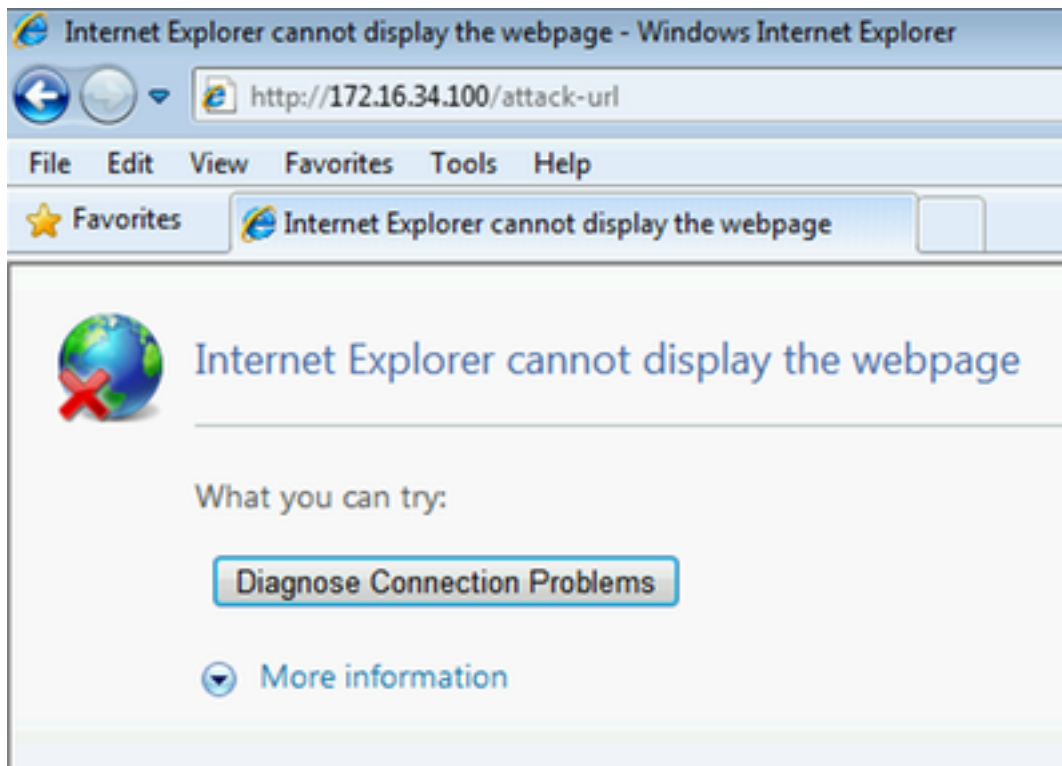 Internet Explorer cannot display the webpage - Windows Internet Explorer
http://172.16.34.100/attack-url
File Edit View Favorites Tools Help
Favorites Internet Explorer cannot display the webpage
Internet Explorer cannot display the webpage
What you can try:
Diagnose Connection Problems
More information